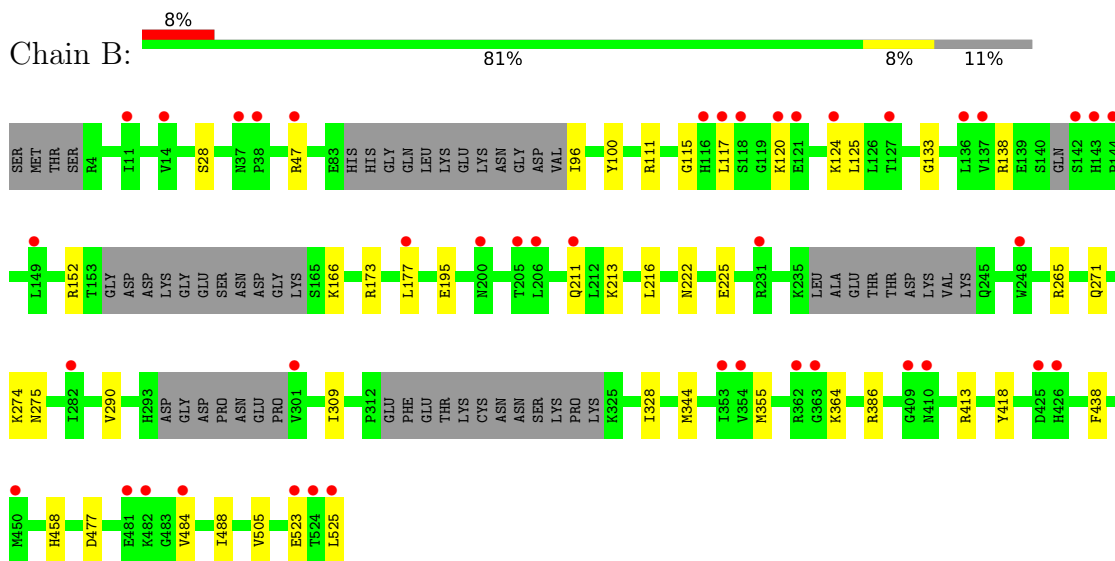 8%
Chain B:
81% 8% 11%
SER MET THR SER R4 I11 V14 S28 N37 P38 R47 E83 HIS HIS GLY GLN LEU LYS GLU LYS ASN GLY ASP VAL I96 Y100 R111 G115 H116 L117 S118 G119 K120 E121 K124 L125 L126 T127 G133 L136 V137 R138 E139 S140 GLN S142 H143 R144
L149 R152 T153 GLY ASP ASP LYS GLY GLU SER ASN ASP GLY LYS S165 K166 R173 L177 E195 N200 T205 L206 Q211 L212 K213 L216 N222 E225 R231 K235 LEU ALA GLU THR THR ASP LYS VAL LYS Q245 W248 R265 Q271
K274 N275 I282 V290 H293 ASP GLY ASP PRO ASN GLU PRO V301 I309 P312 GLU PHE GLU THR LYS CYS ASN ASN SER LYS PRO LYS K325 I328 M344 I353 V354 M355 R362 G363 K364 R386 G409 N410 R413 Y418 D425 H426 F438
M450 H458 D477 E481 K482 G483 V484 I488 V505 E523 T524 L525